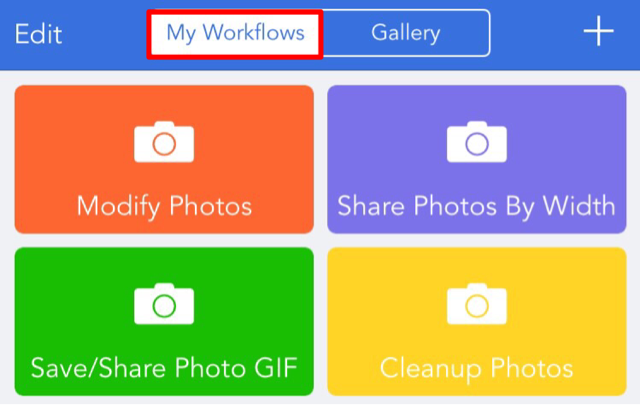 Edit
My Workflows
Gallery
+
Modify Photos
Share Photos By Width
Save/Share Photo GIF
Cleanup Photos